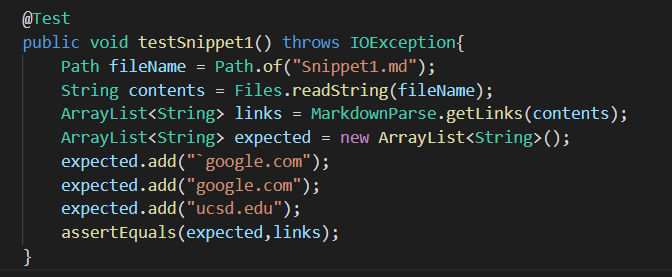 @Test
public void testSnippet1() throws IOException{
    Path fileName = Path.of("Snippet1.md");
    String contents = Files.readString(fileName);
    ArrayList<String> links = MarkdownParse.getLinks(contents);
    ArrayList<String> expected = new ArrayList<String>();
    expected.add("`google.com");
    expected.add("google.com");
    expected.add("ucsd.edu");
    assertEquals(expected,links);
}